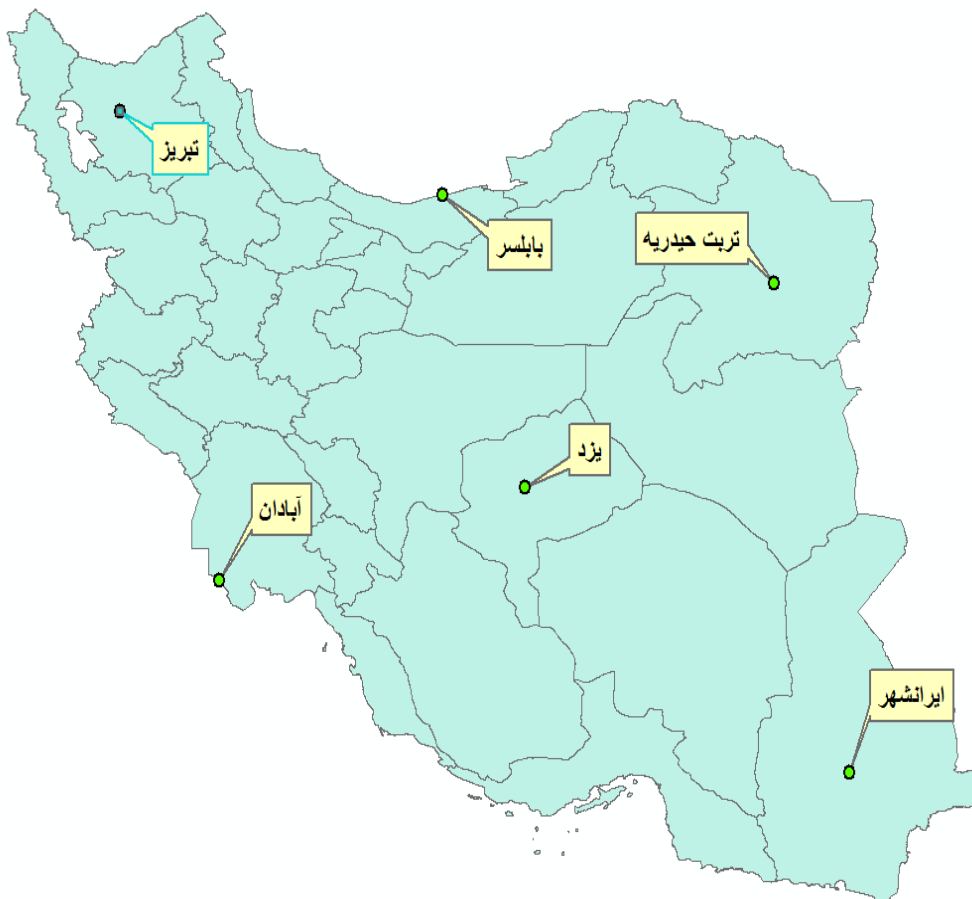 تبریز
بابلسر
تربت حیدریه
یزد
آبادان
ایرانشهر